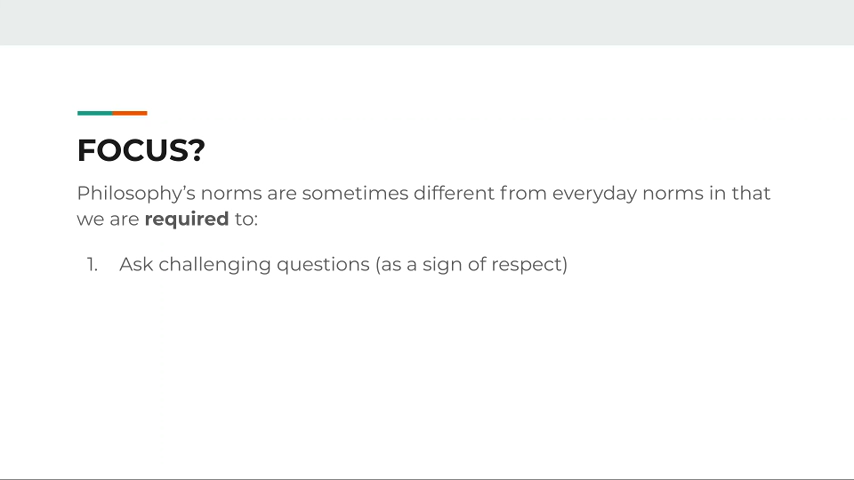 FOCUS?
Philosophy’s norms are sometimes different from everyday norms in that
we are required to:
1. Ask challenging questions (as a sign of respect)